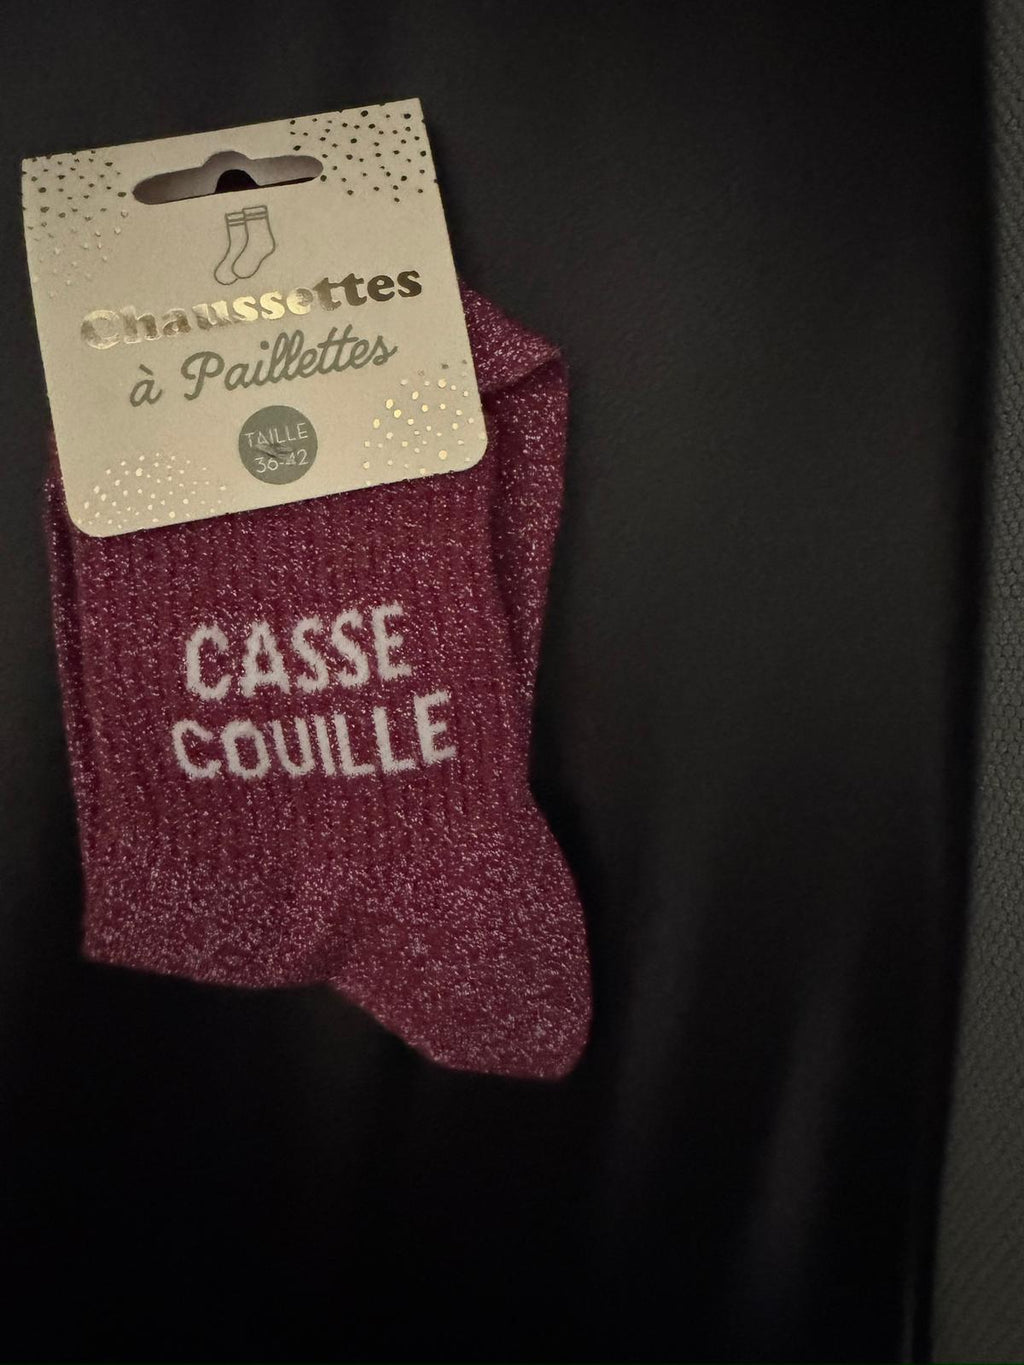 Chaussettes
à Paillettes
TAILLE
36-42
CASSE
COUILLE